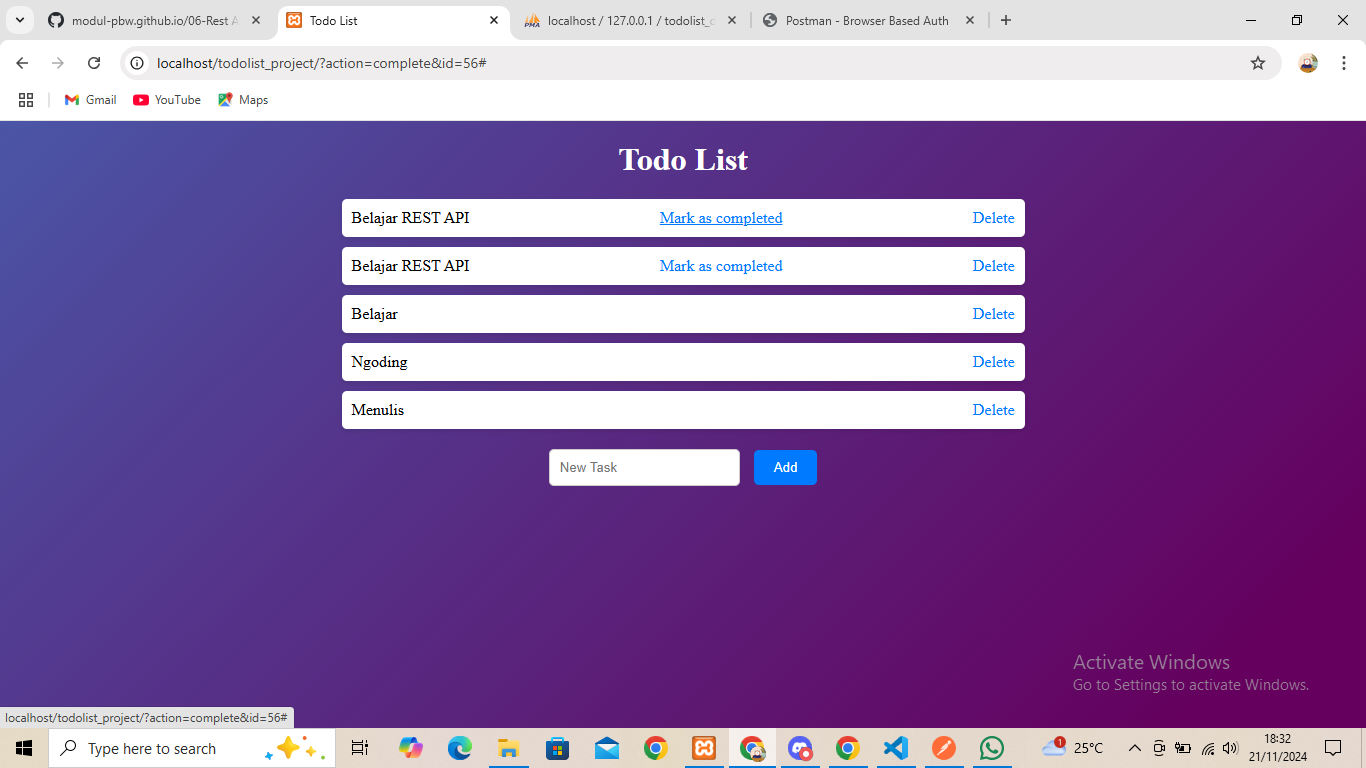 modul-pbw.github.io/06-Rest A
Todo List
localhost / 127.0.0.1 / todolist_
Postman - Browser Based Auth
localhost/todolist_project/?action=complete&id=56#
Gmail
YouTube
Maps
Todo List
Belajar REST API Mark as completed Delete
Belajar REST API Mark as completed Delete
Belajar Delete
Ngoding Delete
Menulis Delete
New Task Add
Activate Windows
Go to Settings to activate Windows.
localhost/todolist_project/?action=complete&id=56#
Type here to search
1
25°C
18:32
21/11/2024